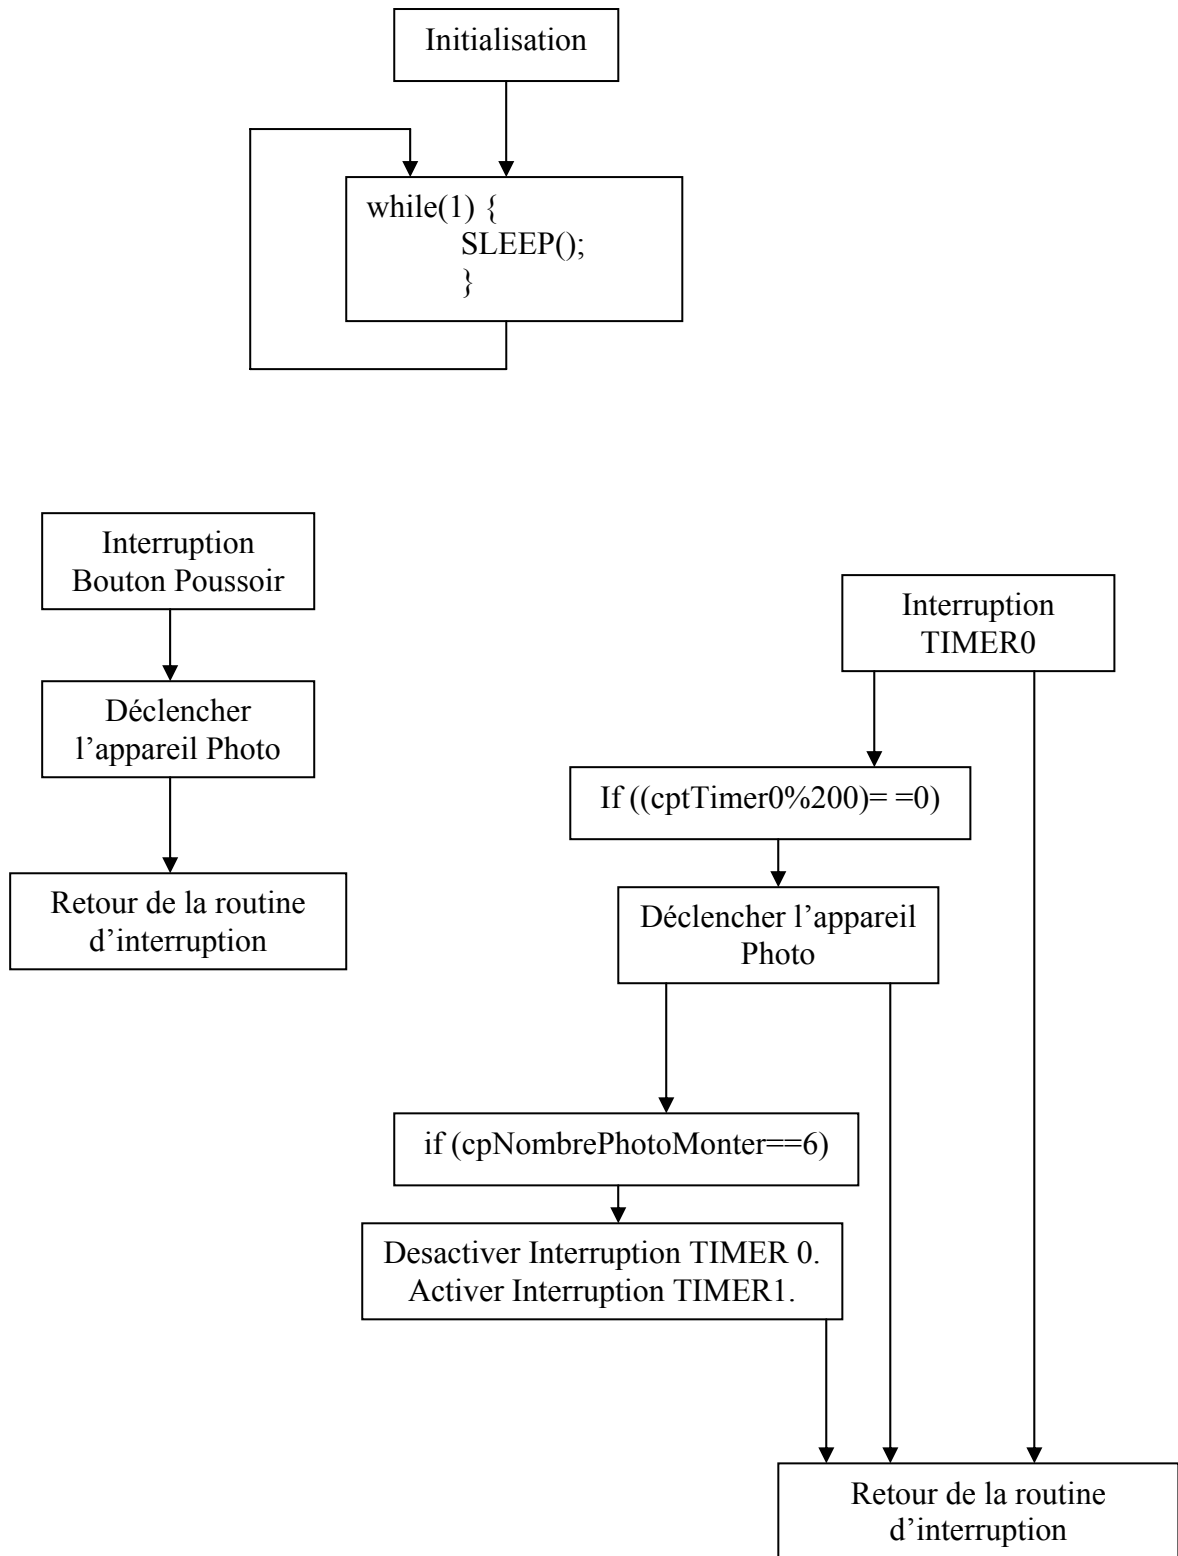 Initialisation
while(1) {
SLEEP();
}
Interruption
Bouton Poussoir
Déclencher
l’appareil Photo
Retour de la routine
d’interruption
Interruption
TIMER0
If ((cptTimer0%200)= =0)
Déclencher l’appareil
Photo
if (cpNombrePhotoMonter==6)
Desactiver Interruption TIMER 0.
Activer Interruption TIMER1.
Retour de la routine
d’interruption